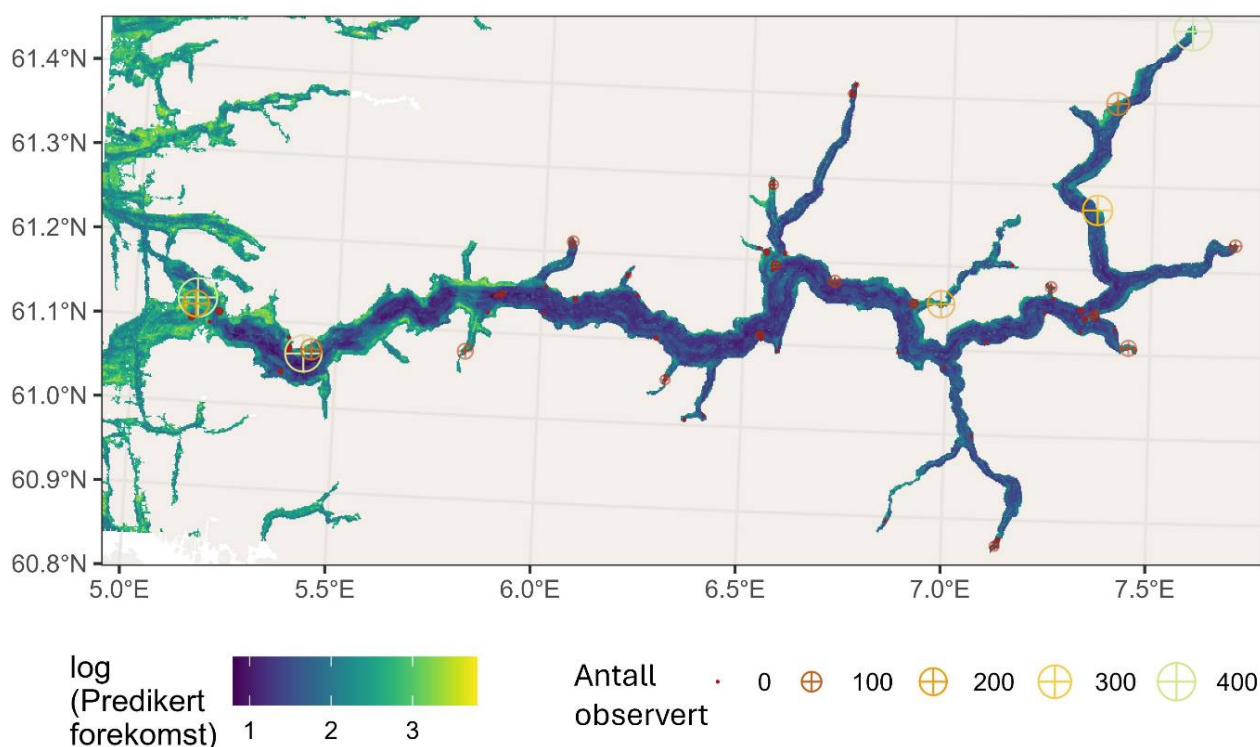 61.4°N
61.3°N
61.2°N
61.1°N
61.0°N
60.9°N
60.8°N
5.0°E 5.5°E 6.0°E 6.5°E 7.0°E 7.5°E
log
(Predikert
forekomst)
1 2 3
Antall
observert
0 100 200 300 400